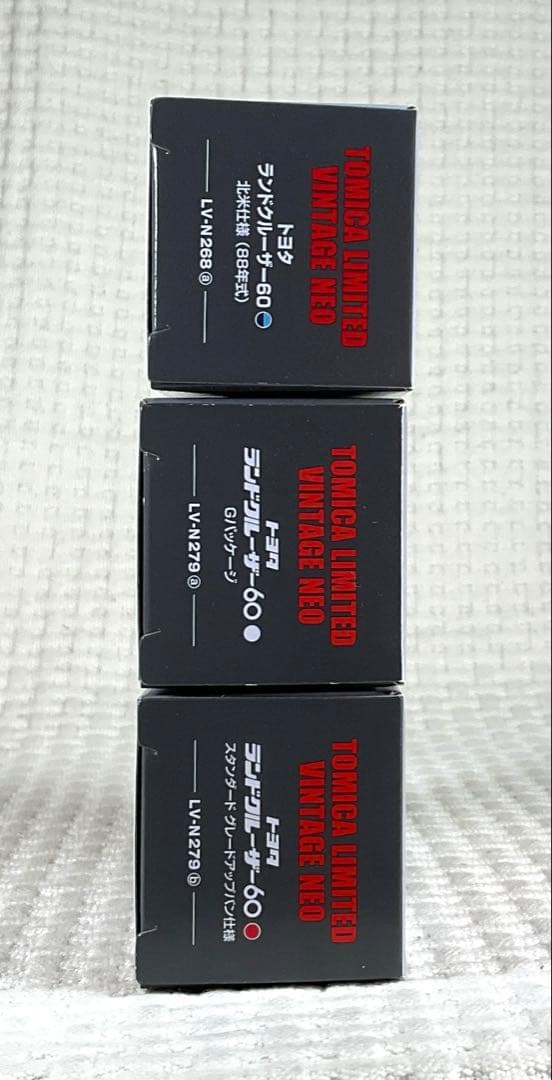 TOMICA LIMITED
VINTAGE NEO
トヨタ
ランドクルーザー60
北米仕様（88年式）
LV-N268ⓐ
TOMICA LIMITED
VINTAGE NEO
トヨタ
ランドクルーザー60
Gパッケージ
LV-N279ⓐ
TOMICA LIMITED
VINTAGE NEO
トヨタ
ランドクルーザー60
スタンダード グレードアップバン仕様
LV-N279ⓑ